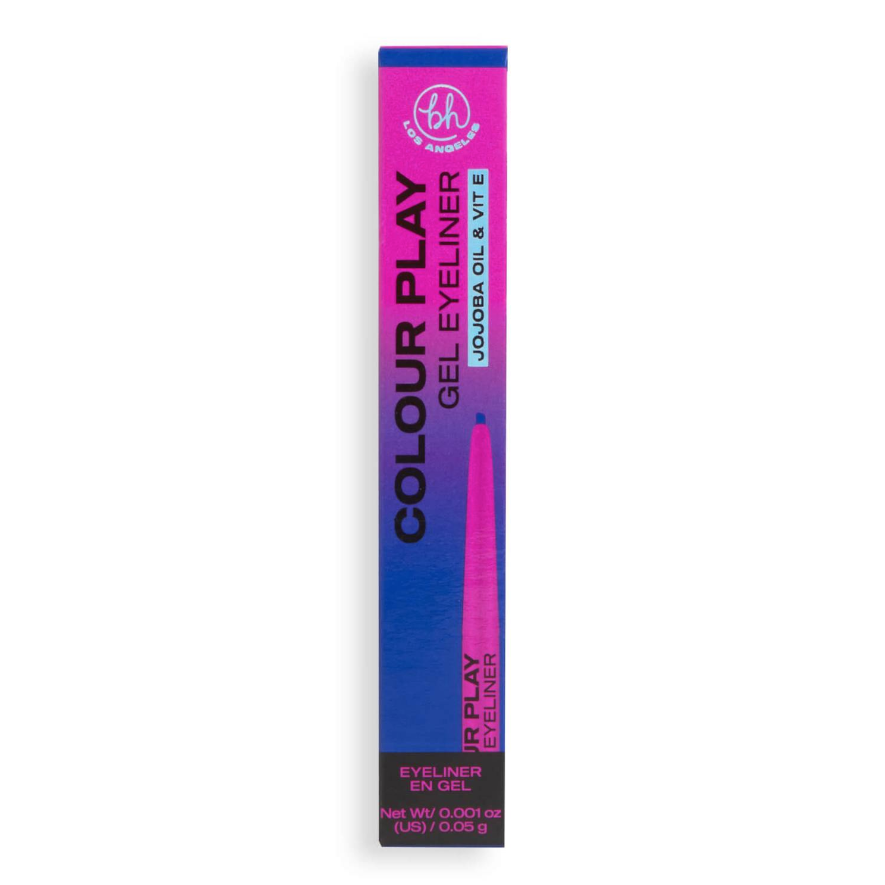 bh
LOS ANGELES
COLOUR PLAY
GEL EYELINER
JOJOBA OIL & VIT E
UR PLAY
EYELINER
EYELINER
EN GEL
Net Wt/ 0.001 oz
(US) / 0.05 g